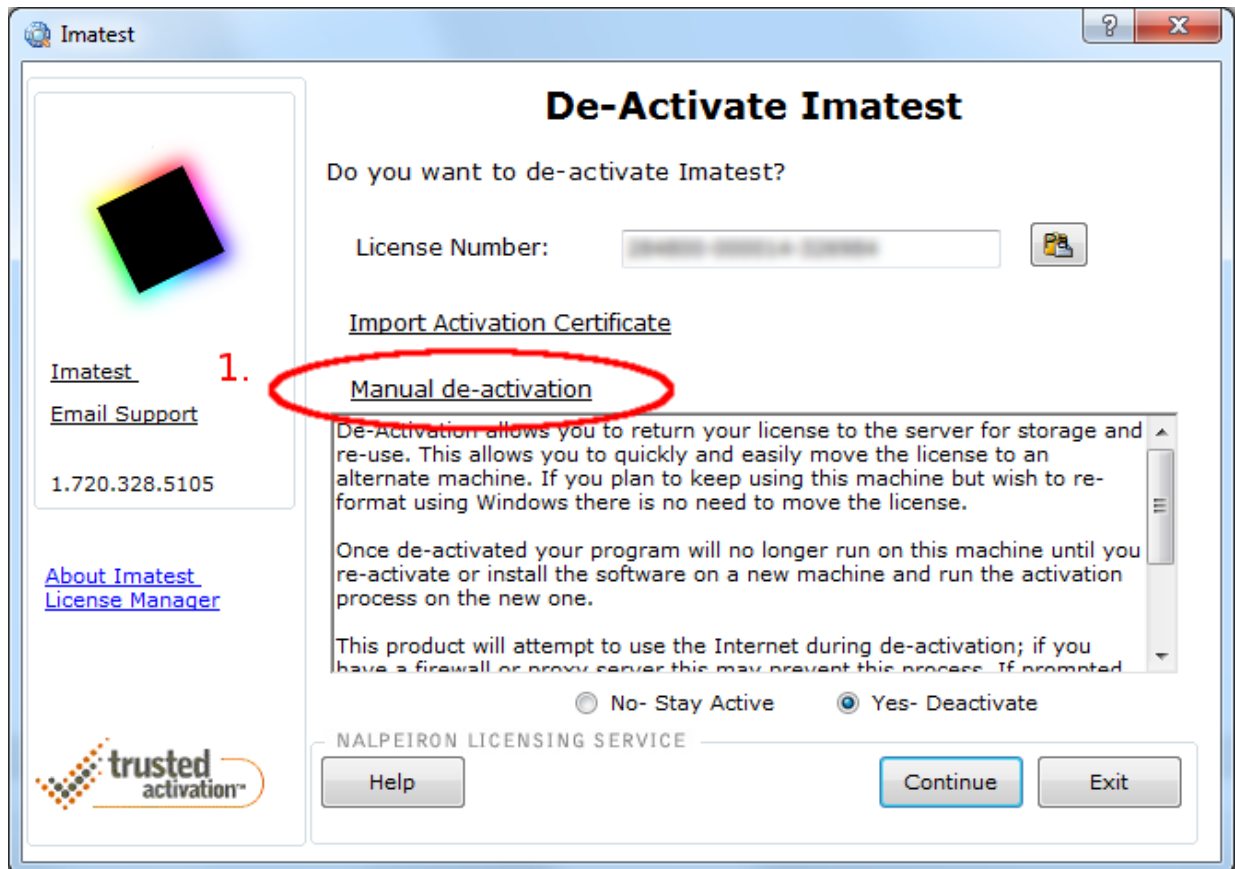 Imatest
De-Activate Imatest
Do you want to de-activate Imatest?
License Number:
Import Activation Certificate
Imatest
1.
Manual de-activation
Email Support
1.720.328.5105
About Imatest
License Manager
De-Activation allows you to return your license to the server for storage and
re-use. This allows you to quickly and easily move the license to an
alternate machine. If you plan to keep using this machine but wish to re-
format using Windows there is no need to move the license.
Once de-activated your program will no longer run on this machine until you
re-activate or install the software on a new machine and run the activation
process on the new one.
This product will attempt to use the Internet during de-activation; if you
have a firewall or proxy server this may prevent this process. If prompted
No- Stay Active
Yes- Deactivate
NALPEIRON LICENSING SERVICE
trusted
activation™
Help
Continue
Exit